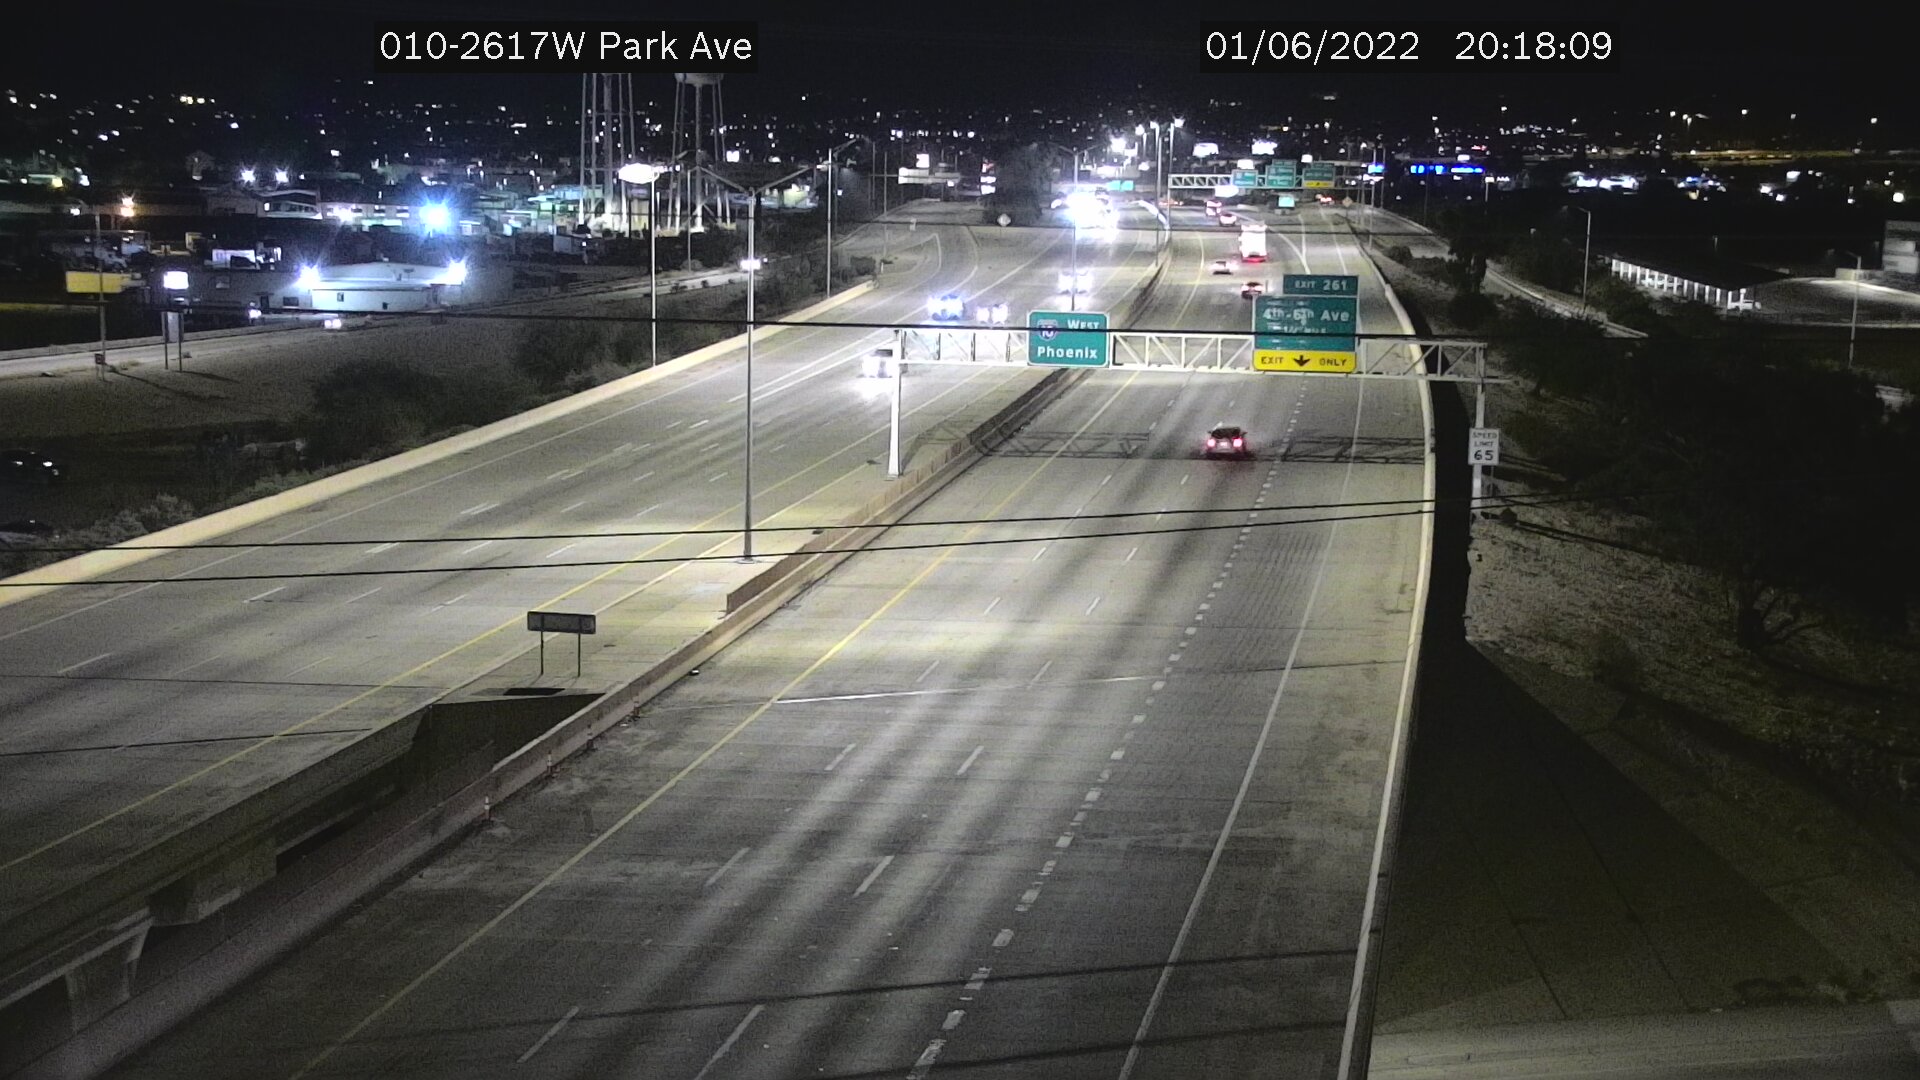 010-2617W Park Ave
01/06/2022 20:18:09
EXIT 261
4th-6th Ave
EXIT ONLY
10 WEST
Phoenix
SPEED
LIMIT
65